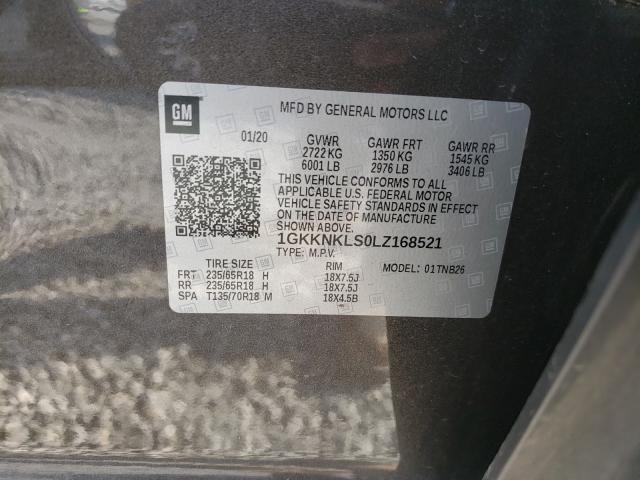 GM
MFD BY GENERAL MOTORS LLC
01/20 GVWR GAWR FRT GAWR RR
2722 KG 1350 KG 1545 KG
6001 LB 2976 LB 3406 LB
THIS VEHICLE CONFORMS TO ALL
APPLICABLE U.S. FEDERAL MOTOR
VEHICLE SAFETY STANDARDS IN EFFECT
ON THE DATE OF MANUFACTURE
SHOWN ABOVE.
1GKKNKLS0LZ168521
TYPE: M.P.V. MODEL: 01TNB26
TIRE SIZE RIM
FRT 235/65R18 H 18X7.5J
RR 235/65R18 H 18X7.5J
SPA T135/70R18 M 18X4.5B